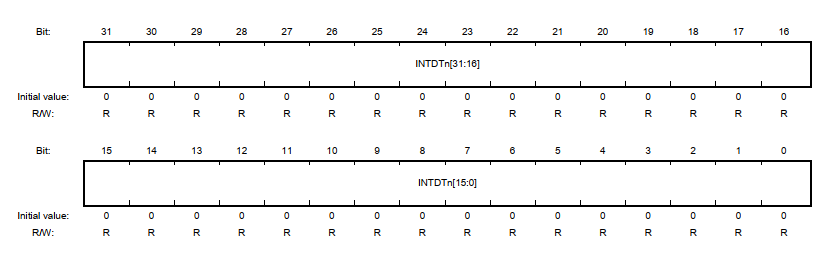 Bit: 31 30 29 28 27 26 25 24 23 22 21 20 19 18 17 16
INTDTn[31:16]
Initial value: 0 0 0 0 0 0 0 0 0 0 0 0 0 0 0 0
R/W: R R R R R R R R R R R R R R R R
Bit: 15 14 13 12 11 10 9 8 7 6 5 4 3 2 1 0
INTDTn[15:0]
Initial value: 0 0 0 0 0 0 0 0 0 0 0 0 0 0 0 0
R/W: R R R R R R R R R R R R R R R R